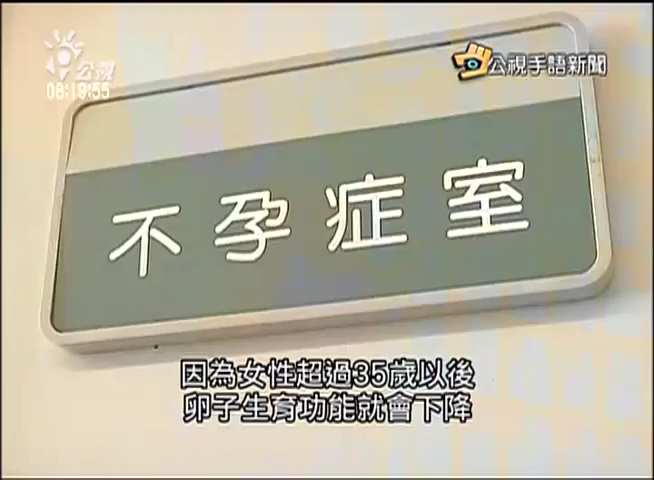 公視
08:19:55
公視手語新聞
不孕症室
因為女性超過35歲以後
卵子生育功能就會下降